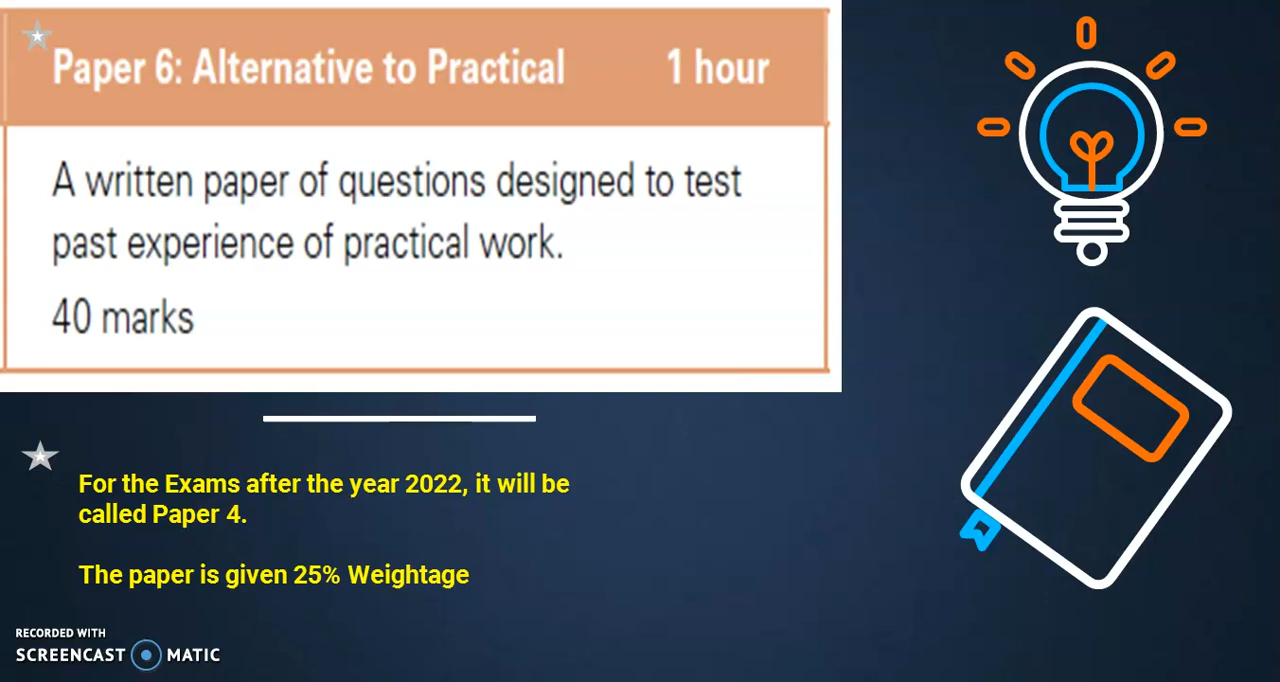 Paper 6: Alternative to Practical 1 hour
A written paper of questions designed to test
past experience of practical work.
40 marks
For the Exams after the year 2022, it will be
called Paper 4.
The paper is given 25% Weightage
RECORDED WITH
SCREENCAST MATIC